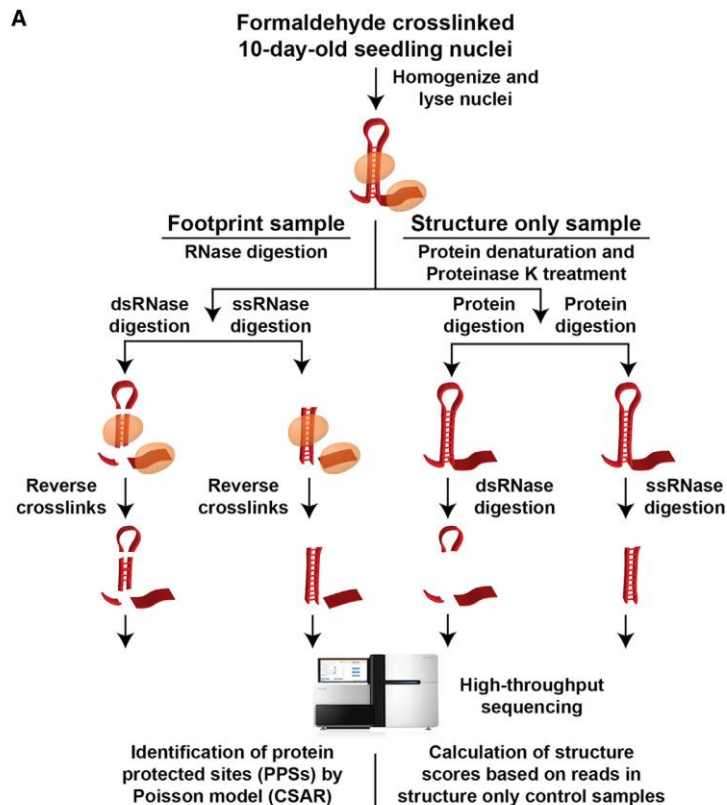 A
Formaldehyde crosslinked
10-day-old seedling nuclei
Homogenize and
lyse nuclei
Footprint sample
RNase digestion
Structure only sample
Protein denaturation and
Proteinase K treatment
dsRNase
digestion
ssRNase
digestion
Protein
digestion
Protein
digestion
Reverse
crosslinks
Reverse
crosslinks
dsRNase
digestion
ssRNase
digestion
High-throughput
sequencing
Identification of protein
protected sites (PPSs) by
Poisson model (CSAR)
Calculation of structure
scores based on reads in
structure only control samples